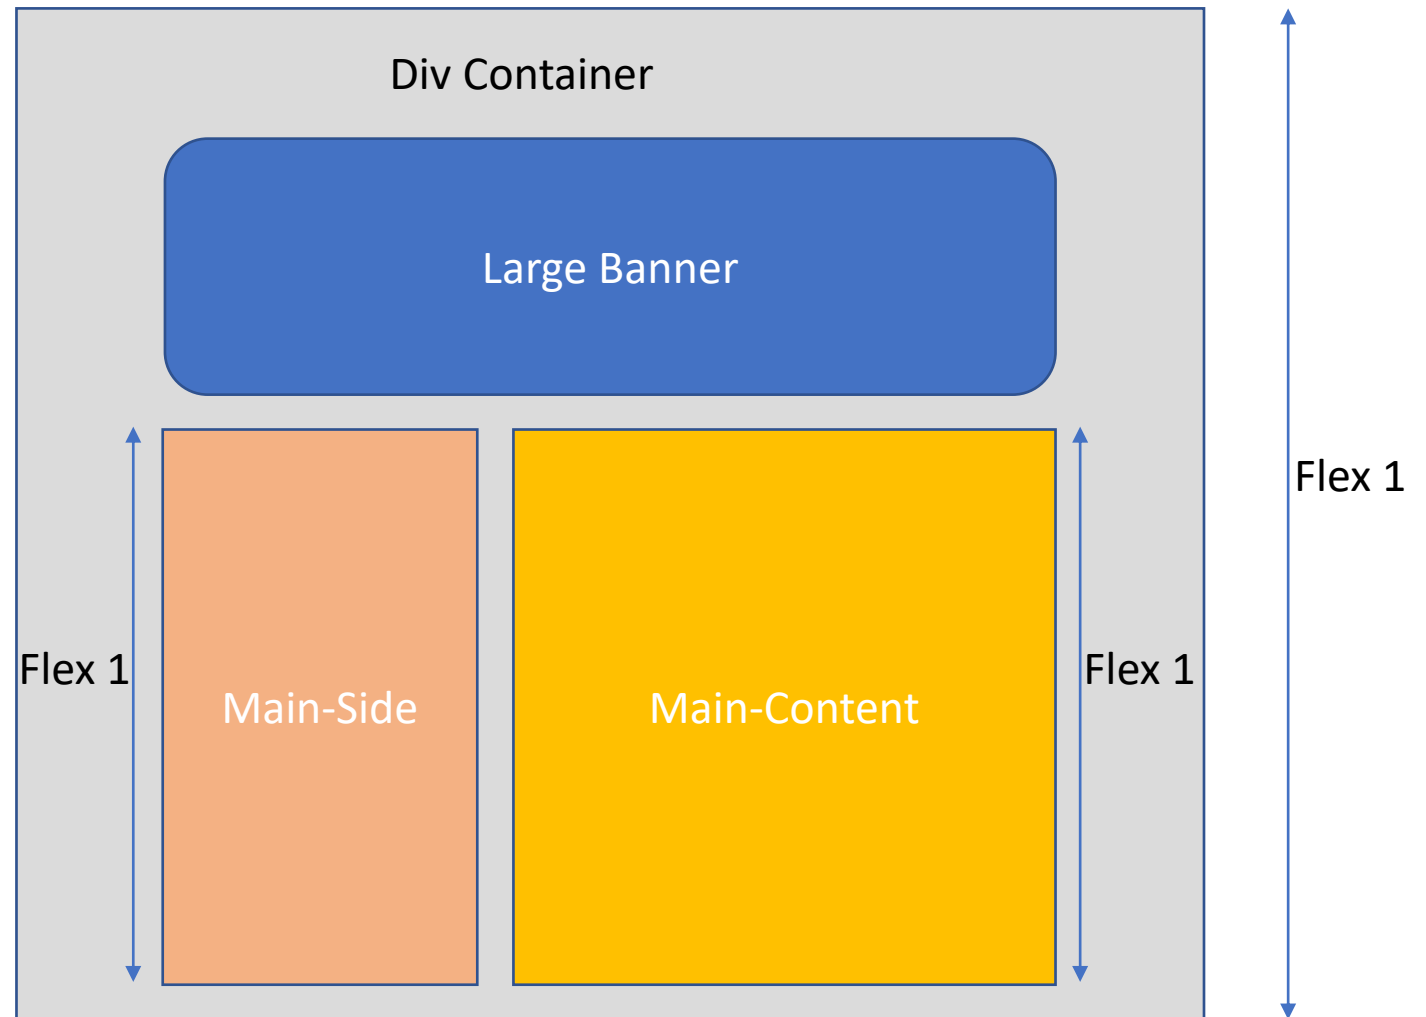 Div Container
Large Banner
Flex 1
Flex 1
Flex 1
Main-Side
Main-Content